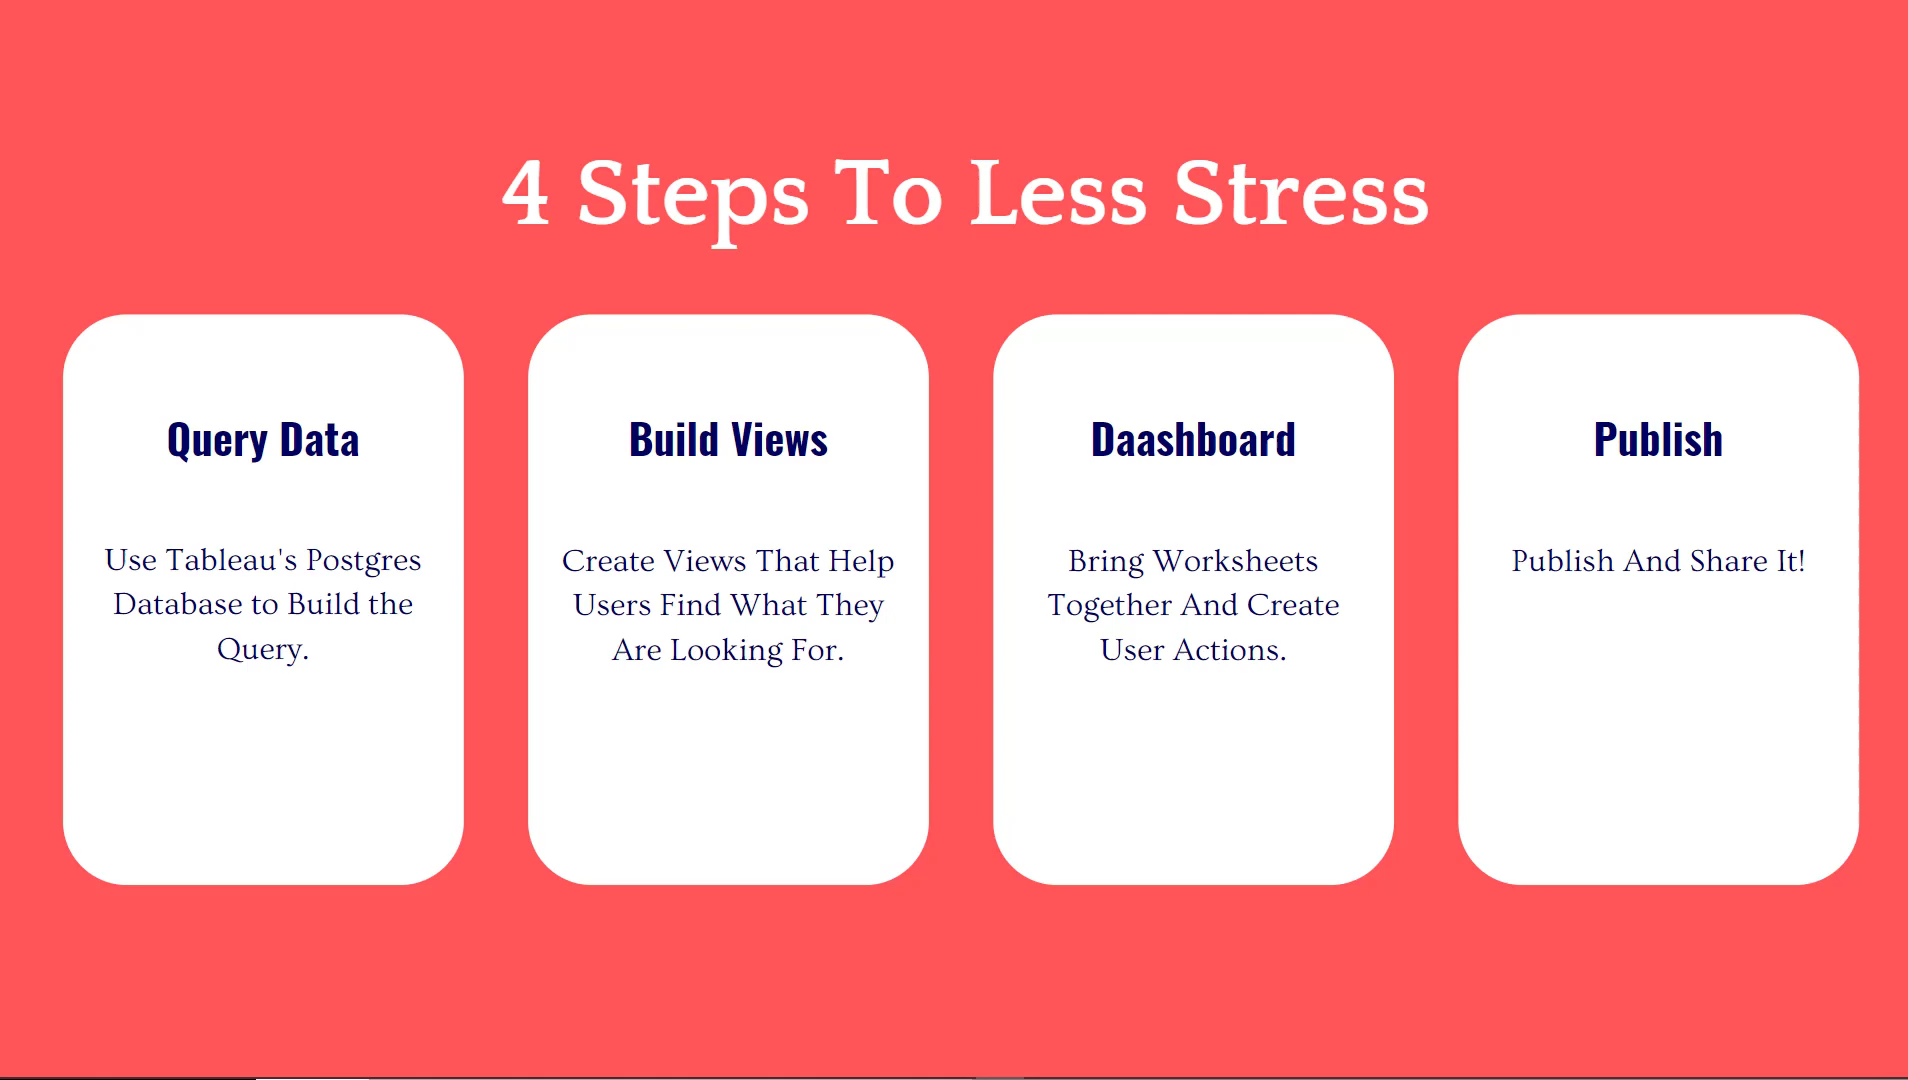 4 Steps To Less Stress
Query Data
Use Tableau's Postgres
Database to Build the
Query.
Build Views
Create Views That Help
Users Find What They
Are Looking For.
Daashboard
Bring Worksheets
Together And Create
User Actions.
Publish
Publish And Share It!